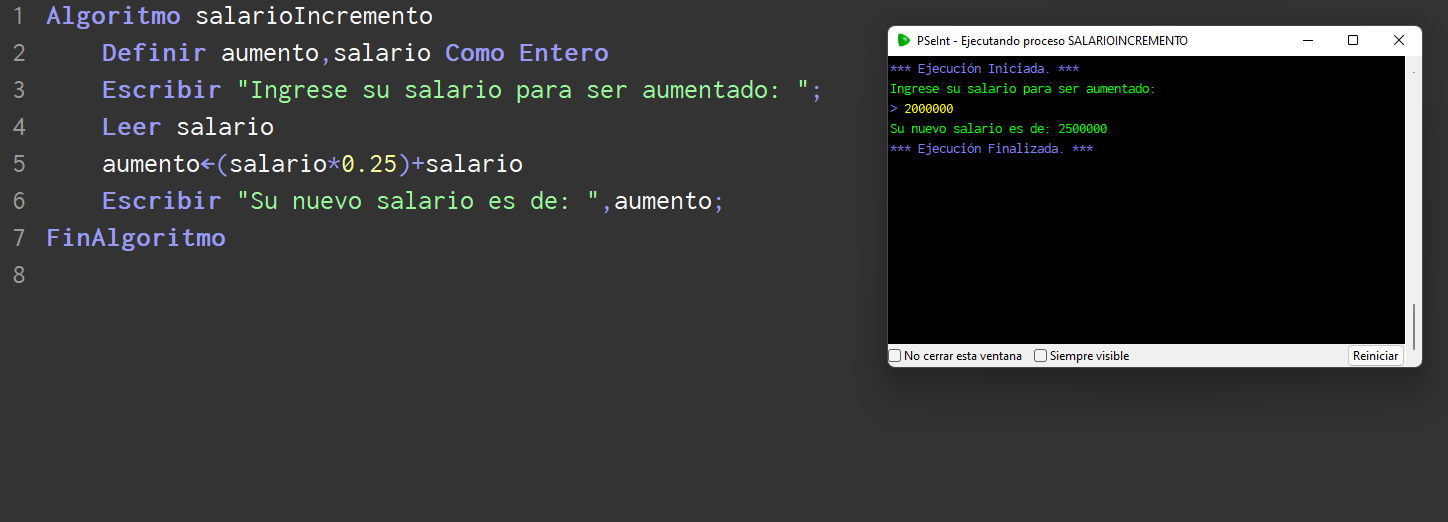 1 Algoritmo salarioIncremento
2 Definir aumento,salario Como Entero
3 Escribir "Ingrese su salario para ser aumentado: ";
4 Leer salario
5 aumento←(salario*0.25)+salario
6 Escribir "Su nuevo salario es de: ",aumento;
7 FinAlgoritmo
8
PSeInt - Ejecutando proceso SALARIOINCREMENTO
*** Ejecución Iniciada. ***
Ingrese su salario para ser aumentado:
> 2000000
Su nuevo salario es de: 2500000
*** Ejecución Finalizada. ***
No cerrar esta ventana Siempre visible Reiniciar